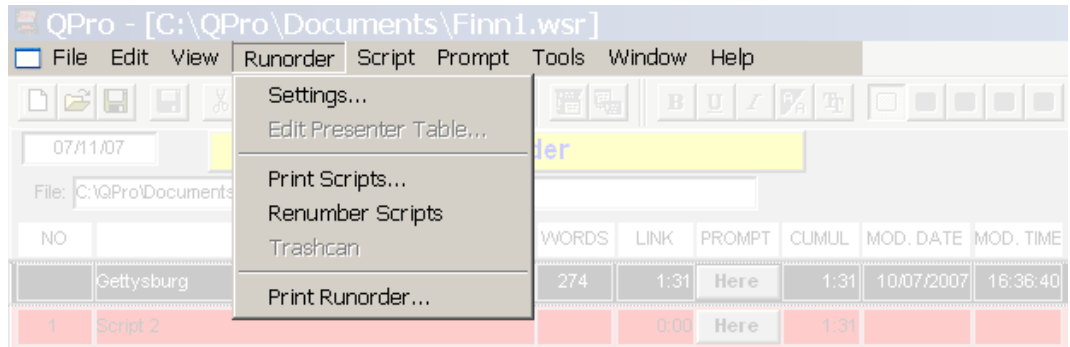 QPro - [C:\QPro\Documents\Finn1.wsr]
File Edit View Runorder Script Prompt Tools Window Help
Settings...
B U I
Edit Presenter Table...
07/11/07 der
Print Scripts...
File: C:\QPro\Documents
Renumber Scripts
NO WORDS LINK PROMPT CUMUL MOD. DATE MOD. TIME
Trashcan
Gettysburg 274 1:31 Here 1:31 10/07/2007 16:36:40
Print Runorder...
1 Script 2 0:00 Here 1:31